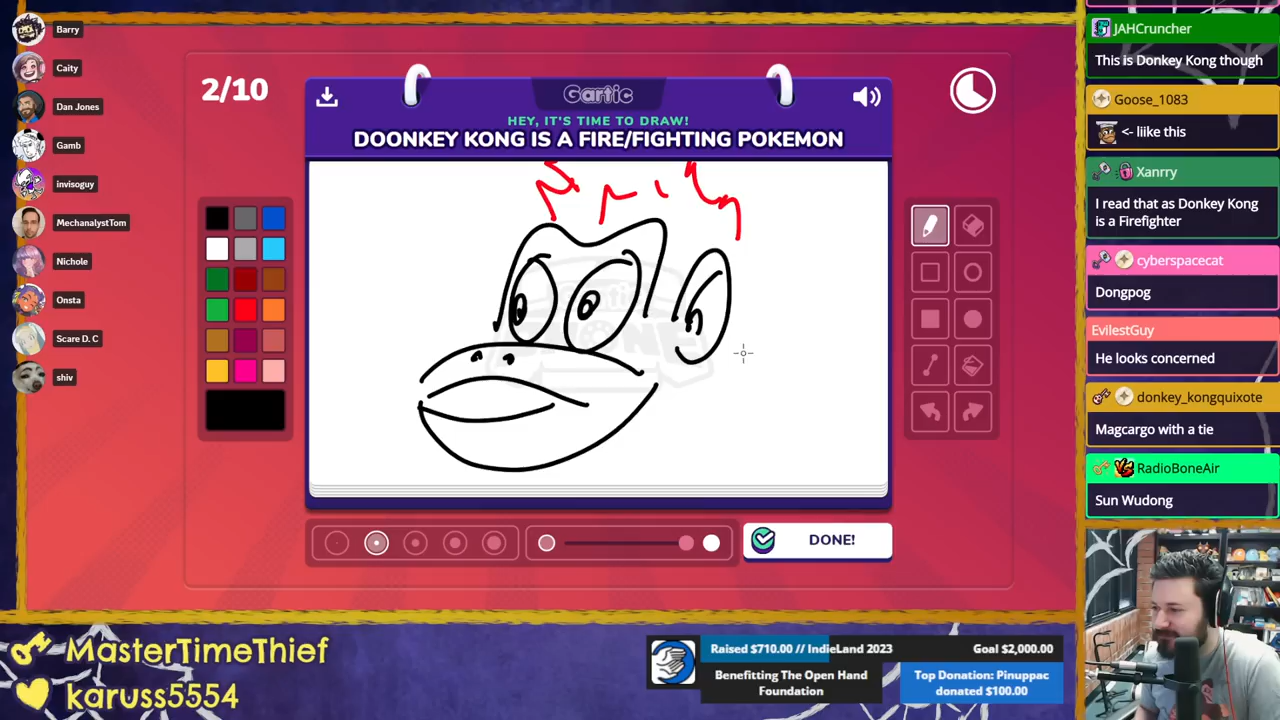 Barry
Caity
Dan Jones
Gamb
invisoguy
MechanalystTom
Nichole
Onsta
Scare D. C
shiv
2/10
Gartic
HEY, IT'S TIME TO DRAW!
DOONKEY KONG IS A FIRE/FIGHTING POKEMON
DONE!
JAHCruncher
This is Donkey Kong though
Goose_1083
<- liike this
Xanrry
I read that as Donkey Kong
is a Firefighter
cyberspacecat
Dongpog
EvilestGuy
He looks concerned
donkey_kongquixote
Magcargo with a tie
RadioBoneAir
Sun Wudong
MasterTimeThief
karuss5554
Raised $710.00 // IndieLand 2023
Goal $2,000.00
Benefitting The Open Hand
Foundation
Top Donation: Pinuppac
donated $100.00